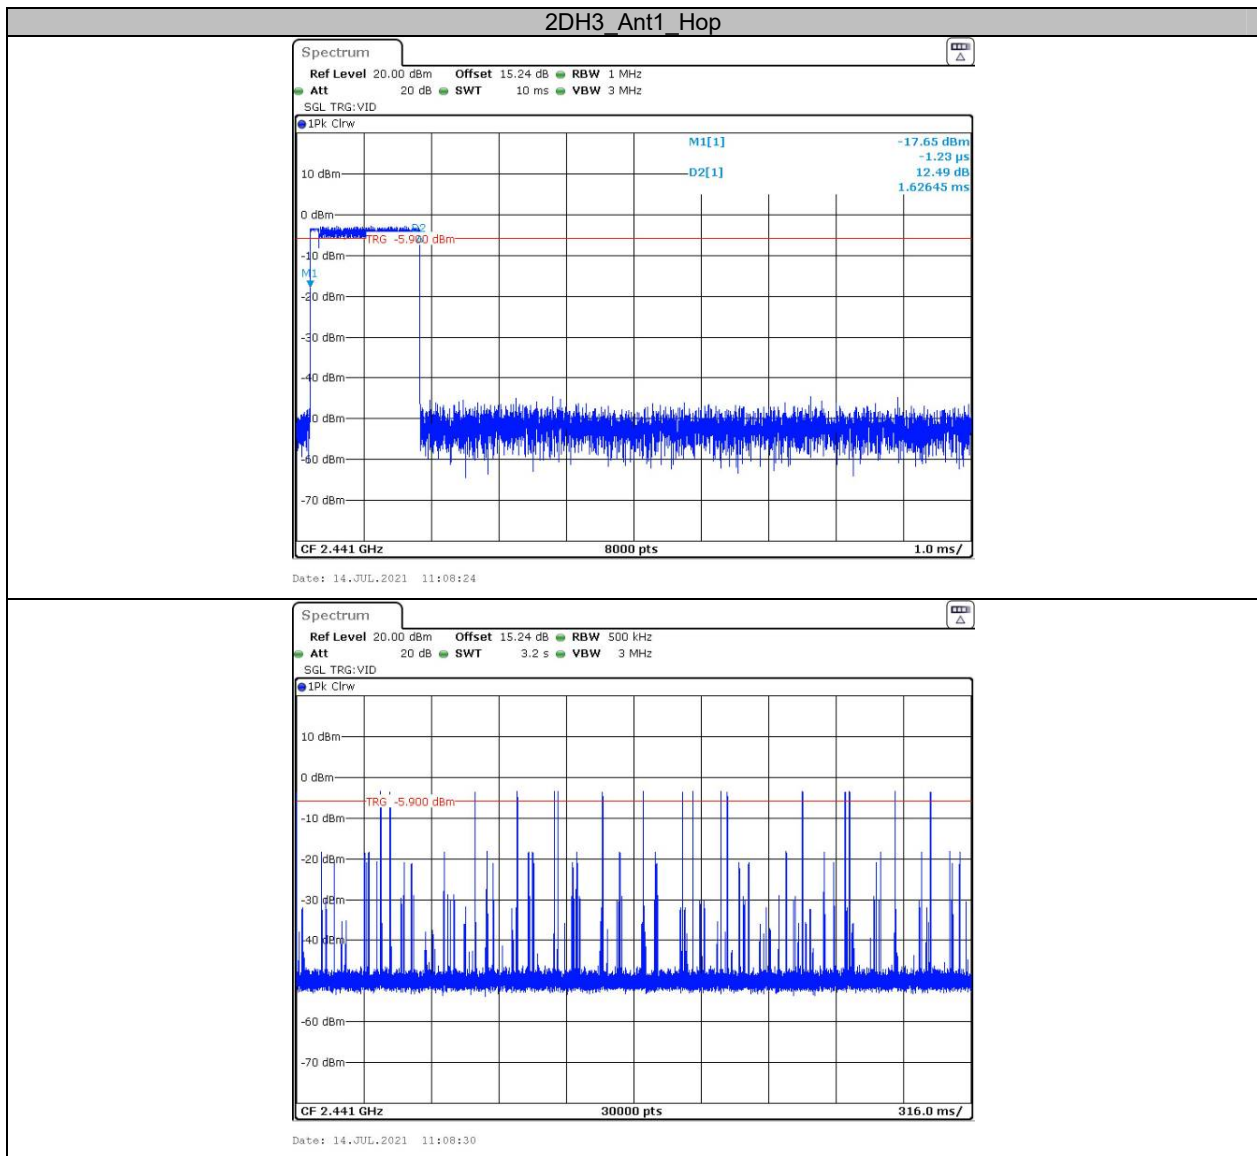 2DH3_Ant1_Hop
Spectrum
Ref Level 20.00 dBm Offset 15.24 dB RBW 1 MHz
Att 20 dB SWT 10 ms VBW 3 MHz
SGL TRG:VID
1Pk Clrw
M1[1] -17.65 dBm
-1.23 µs
D2[1] 12.49 dB
1.62645 ms
10 dBm
0 dBm
D2
TRG -5.900 dBm
-10 dBm
M1
-20 dBm
-30 dBm
-40 dBm
-60 dBm
-70 dBm
CF 2.441 GHz 8000 pts 1.0 ms/
Date: 14.JUL.2021 11:08:24
Spectrum
Ref Level 20.00 dBm Offset 15.24 dB RBW 500 kHz
Att 20 dB SWT 3.2 s VBW 3 MHz
SGL TRG:VID
1Pk Clrw
10 dBm
0 dBm
TRG -5.900 dBm
-10 dBm
-20 dBm
-30 dBm
-40 dBm
-60 dBm
-70 dBm
CF 2.441 GHz 30000 pts 316.0 ms/
Date: 14.JUL.2021 11:08:30